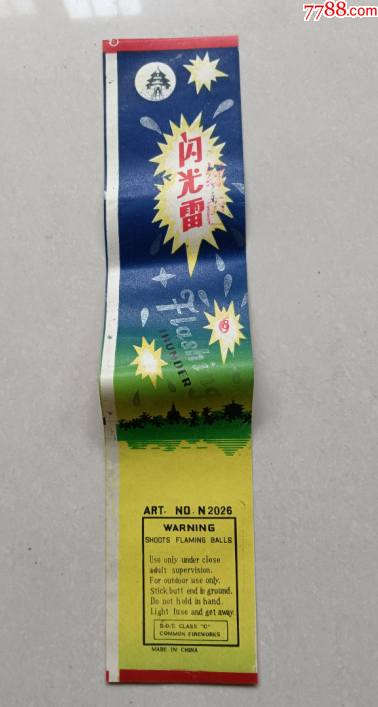 7788.com
闪光雷
Flashing
THUNDER
ART. NO. N2026
WARNING
SHOOTS FLAMING BALLS
Use only under close
adult supervision.
For outdoor use only.
Stick butt end in ground.
Do not hold in hand.
Light fuse and get away.
D.O.T. CLASS "C"
COMMON FIREWORKS
MADE IN CHINA